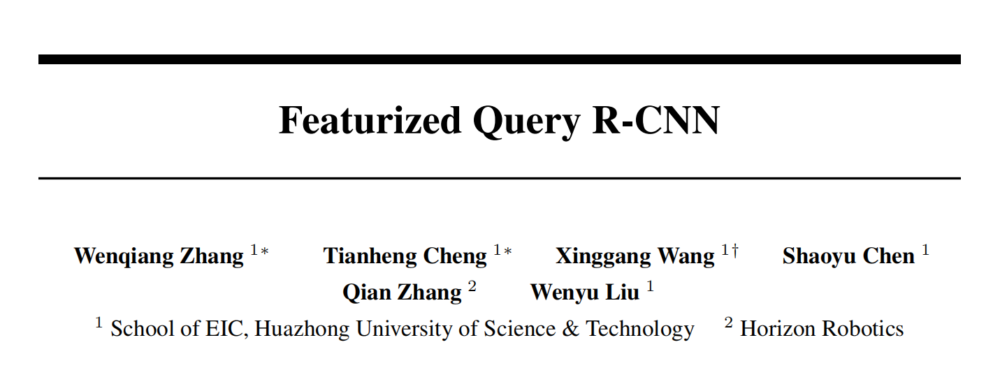 Featurized Query R-CNN
Wenqiang Zhang 1* Tianheng Cheng 1* Xinggang Wang 1† Shaoyu Chen 1
Qian Zhang 2 Wenyu Liu 1
1 School of EIC, Huazhong University of Science & Technology 2 Horizon Robotics